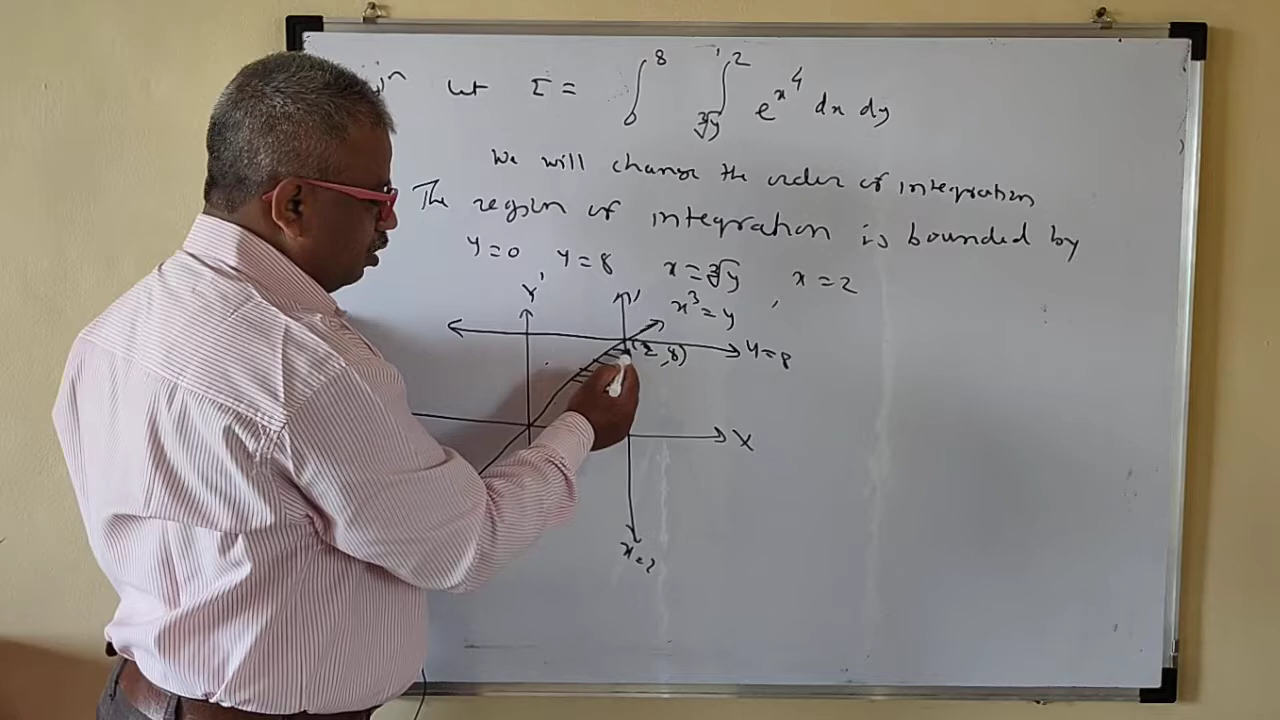 Let I = ∫₀⁸ ∫_{∛y}² e^{x⁴} dx dy
We will change the order of integration
The region of integration is bounded by
y = 0, y = 8 x = ∛y, x = 2
Y x³ = y
(2,8) y = 8
X
x = 2